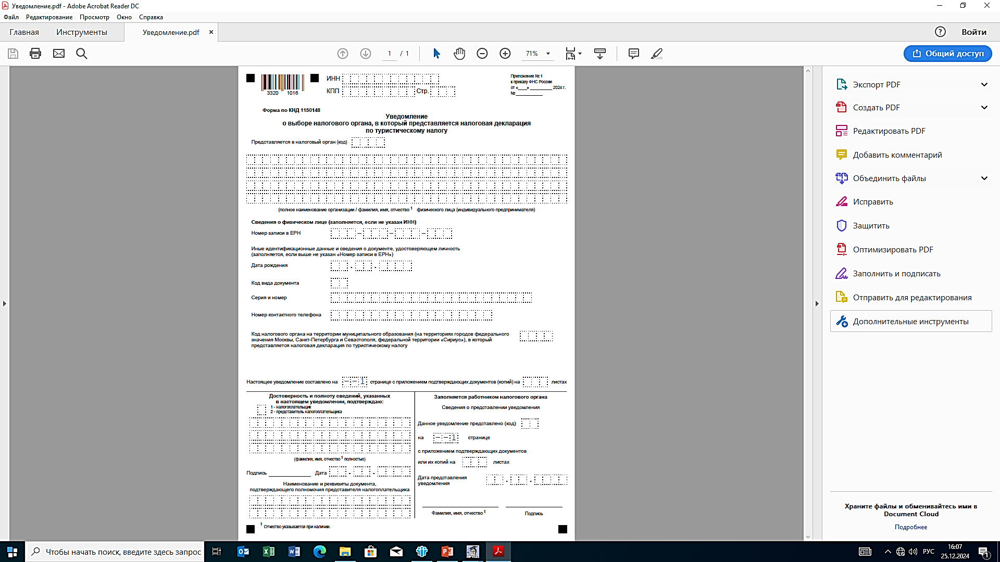 Уведомление.pdf - Adobe Acrobat Reader DC
Файл Редактирование Просмотр Окно Справка
Главная Инструменты Уведомление.pdf × ? Войти
1 / 1 71% Общий доступ
3320 1016
ИНН
КПП Стр.
Приложение № 1
к приказу ФНС России
от «____» __________ 2024 г.
№ ____________
Форма по КНД 1150148
Уведомление
о выборе налогового органа, в который представляется налоговая декларация
по туристическому налогу
Представляется в налоговый орган (код)
(полное наименование организации / фамилия, имя, отчество 1 физического лица (индивидуального предпринимателя)
Сведения о физическом лице (заполняется, если не указан ИНН)
Номер записи в ЕРН – – –
Иные идентификационные данные и сведения о документе, удостоверяющем личность
(заполняется, если выше не указан «Номер записи в ЕРН»)
Дата рождения . .
Код вида документа
Серия и номер
Номер контактного телефона
Код налогового органа на территории муниципального образования (на территориях городов федерального
значения Москвы, Санкт-Петербурга и Севастополя, федеральной территории «Сириус»), в который
представляется налоговая декларация по туристическому налогу
Настоящее уведомление составлено на – – 1 странице с приложением подтверждающих документов (копий) на листах
Достоверность и полноту сведений, указанных
в настоящем уведомлении, подтверждаю:
1 - налогоплательщик
2 - представитель налогоплательщика
(фамилия, имя, отчество 1 полностью)
Подпись Дата . .
Наименование и реквизиты документа,
подтверждающего полномочия представителя налогоплательщика
Заполняется работником налогового органа
Сведения о представлении уведомления
Данное уведомление представлено (код)
на – – 1 странице
с приложением подтверждающих документов
или их копий на листах
Дата представления
уведомления . .
Фамилия, имя, отчество 1 Подпись
1 Отчество указывается при наличии.
Экспорт PDF
Создать PDF
Редактировать PDF
Добавить комментарий
Объединить файлы
Исправить
Защитить
Оптимизировать PDF
Заполнить и подписать
Отправить для редактирования
Дополнительные инструменты
Храните файлы и обменивайтесь ими в
Document Cloud
Подробнее
Чтобы начать поиск, введите здесь запрос
РУС
16:07
25.12.2024
1